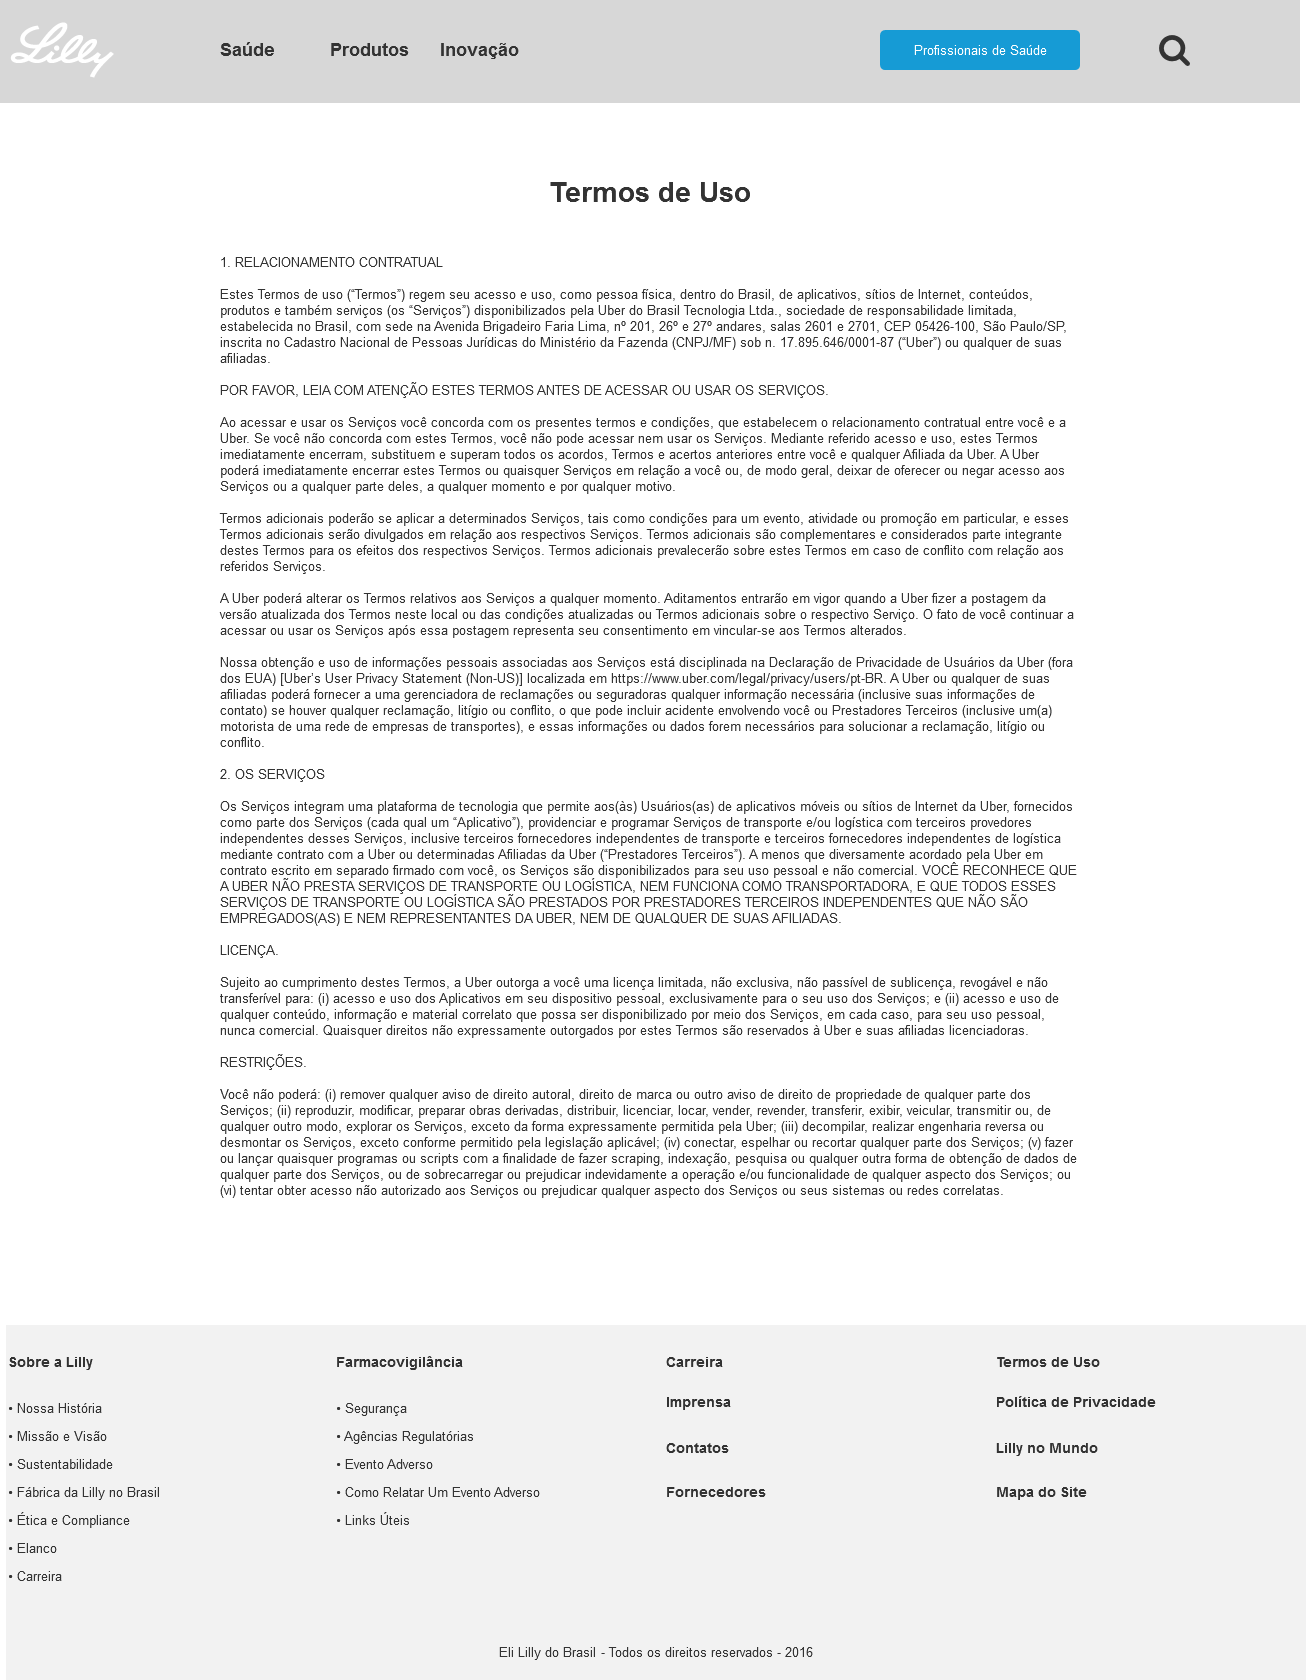 Lilly
Saúde Produtos Inovação Profissionais de Saúde
Termos de Uso
1. RELACIONAMENTO CONTRATUAL
Estes Termos de uso (“Termos”) regem seu acesso e uso, como pessoa física, dentro do Brasil, de aplicativos, sítios de Internet, conteúdos,
produtos e também serviços (os “Serviços”) disponibilizados pela Uber do Brasil Tecnologia Ltda., sociedade de responsabilidade limitada,
estabelecida no Brasil, com sede na Avenida Brigadeiro Faria Lima, nº 201, 26º e 27º andares, salas 2601 e 2701, CEP 05426-100, São Paulo/SP,
inscrita no Cadastro Nacional de Pessoas Jurídicas do Ministério da Fazenda (CNPJ/MF) sob n. 17.895.646/0001-87 (“Uber”) ou qualquer de suas
afiliadas.
POR FAVOR, LEIA COM ATENÇÃO ESTES TERMOS ANTES DE ACESSAR OU USAR OS SERVIÇOS.
Ao acessar e usar os Serviços você concorda com os presentes termos e condições, que estabelecem o relacionamento contratual entre você e a
Uber. Se você não concorda com estes Termos, você não pode acessar nem usar os Serviços. Mediante referido acesso e uso, estes Termos
imediatamente encerram, substituem e superam todos os acordos, Termos e acertos anteriores entre você e qualquer Afiliada da Uber. A Uber
poderá imediatamente encerrar estes Termos ou quaisquer Serviços em relação a você ou, de modo geral, deixar de oferecer ou negar acesso aos
Serviços ou a qualquer parte deles, a qualquer momento e por qualquer motivo.
Termos adicionais poderão se aplicar a determinados Serviços, tais como condições para um evento, atividade ou promoção em particular, e esses
Termos adicionais serão divulgados em relação aos respectivos Serviços. Termos adicionais são complementares e considerados parte integrante
destes Termos para os efeitos dos respectivos Serviços. Termos adicionais prevalecerão sobre estes Termos em caso de conflito com relação aos
referidos Serviços.
A Uber poderá alterar os Termos relativos aos Serviços a qualquer momento. Aditamentos entrarão em vigor quando a Uber fizer a postagem da
versão atualizada dos Termos neste local ou das condições atualizadas ou Termos adicionais sobre o respectivo Serviço. O fato de você continuar a
acessar ou usar os Serviços após essa postagem representa seu consentimento em vincular-se aos Termos alterados.
Nossa obtenção e uso de informações pessoais associadas aos Serviços está disciplinada na Declaração de Privacidade de Usuários da Uber (fora
dos EUA) [Uber’s User Privacy Statement (Non-US)] localizada em https://www.uber.com/legal/privacy/users/pt-BR. A Uber ou qualquer de suas
afiliadas poderá fornecer a uma gerenciadora de reclamações ou seguradoras qualquer informação necessária (inclusive suas informações de
contato) se houver qualquer reclamação, litígio ou conflito, o que pode incluir acidente envolvendo você ou Prestadores Terceiros (inclusive um(a)
motorista de uma rede de empresas de transportes), e essas informações ou dados forem necessários para solucionar a reclamação, litígio ou
conflito.
2. OS SERVIÇOS
Os Serviços integram uma plataforma de tecnologia que permite aos(às) Usuários(as) de aplicativos móveis ou sítios de Internet da Uber, fornecidos
como parte dos Serviços (cada qual um “Aplicativo”), providenciar e programar Serviços de transporte e/ou logística com terceiros provedores
independentes desses Serviços, inclusive terceiros fornecedores independentes de transporte e terceiros fornecedores independentes de logística
mediante contrato com a Uber ou determinadas Afiliadas da Uber (“Prestadores Terceiros”). A menos que diversamente acordado pela Uber em
contrato escrito em separado firmado com você, os Serviços são disponibilizados para seu uso pessoal e não comercial. VOCÊ RECONHECE QUE
A UBER NÃO PRESTA SERVIÇOS DE TRANSPORTE OU LOGÍSTICA, NEM FUNCIONA COMO TRANSPORTADORA, E QUE TODOS ESSES
SERVIÇOS DE TRANSPORTE OU LOGÍSTICA SÃO PRESTADOS POR PRESTADORES TERCEIROS INDEPENDENTES QUE NÃO SÃO
EMPREGADOS(AS) E NEM REPRESENTANTES DA UBER, NEM DE QUALQUER DE SUAS AFILIADAS.
LICENÇA.
Sujeito ao cumprimento destes Termos, a Uber outorga a você uma licença limitada, não exclusiva, não passível de sublicença, revogável e não
transferível para: (i) acesso e uso dos Aplicativos em seu dispositivo pessoal, exclusivamente para o seu uso dos Serviços; e (ii) acesso e uso de
qualquer conteúdo, informação e material correlato que possa ser disponibilizado por meio dos Serviços, em cada caso, para seu uso pessoal,
nunca comercial. Quaisquer direitos não expressamente outorgados por estes Termos são reservados à Uber e suas afiliadas licenciadoras.
RESTRIÇÕES.
Você não poderá: (i) remover qualquer aviso de direito autoral, direito de marca ou outro aviso de direito de propriedade de qualquer parte dos
Serviços; (ii) reproduzir, modificar, preparar obras derivadas, distribuir, licenciar, locar, vender, revender, transferir, exibir, veicular, transmitir ou, de
qualquer outro modo, explorar os Serviços, exceto da forma expressamente permitida pela Uber; (iii) decompilar, realizar engenharia reversa ou
desmontar os Serviços, exceto conforme permitido pela legislação aplicável; (iv) conectar, espelhar ou recortar qualquer parte dos Serviços; (v) fazer
ou lançar quaisquer programas ou scripts com a finalidade de fazer scraping, indexação, pesquisa ou qualquer outra forma de obtenção de dados de
qualquer parte dos Serviços, ou de sobrecarregar ou prejudicar indevidamente a operação e/ou funcionalidade de qualquer aspecto dos Serviços; ou
(vi) tentar obter acesso não autorizado aos Serviços ou prejudicar qualquer aspecto dos Serviços ou seus sistemas ou redes correlatas.
Sobre a Lilly
• Nossa História
• Missão e Visão
• Sustentabilidade
• Fábrica da Lilly no Brasil
• Ética e Compliance
• Elanco
• Carreira
Farmacovigilância
• Segurança
• Agências Regulatórias
• Evento Adverso
• Como Relatar Um Evento Adverso
• Links Úteis
Carreira
Imprensa
Contatos
Fornecedores
Termos de Uso
Política de Privacidade
Lilly no Mundo
Mapa do Site
Eli Lilly do Brasil - Todos os direitos reservados - 2016